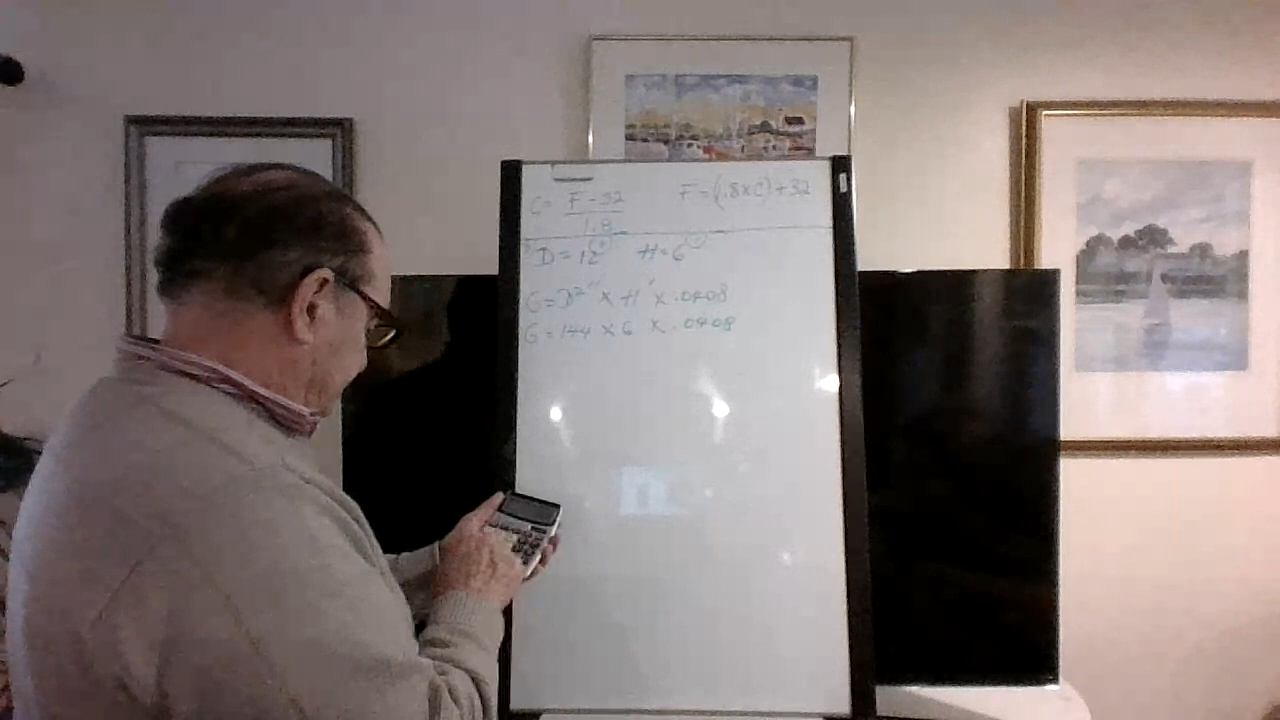 C = F - 32 F = (1.8 x C) + 32
1.8
D = 12" H = 6'
G = D² " x H ' x .0408
G = 144 x 6 x .0408